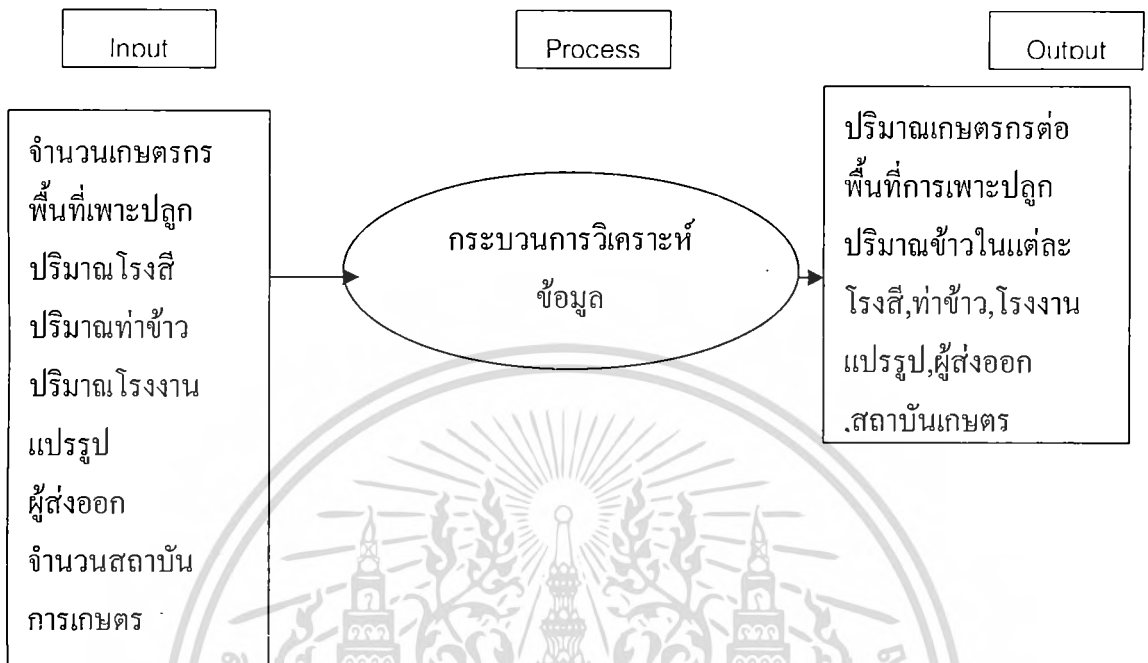 Input
Process
Output
จำนวนเกษตรกร
พื้นที่เพาะปลูก
ปริมาณโรงสี
ปริมาณท่าข้าว
ปริมาณโรงงาน
แปรรูป
ผู้ส่งออก
จำนวนสถาบัน
การเกษตร
กระบวนการวิเคราะห์
ข้อมูล
ปริมาณเกษตรกรต่อ
พื้นที่การเพาะปลูก
ปริมาณข้าวในแต่ละ
โรงสี,ท่าข้าว,โรงงาน
แปรรูป,ผู้ส่งออก
,สถาบันเกษตร